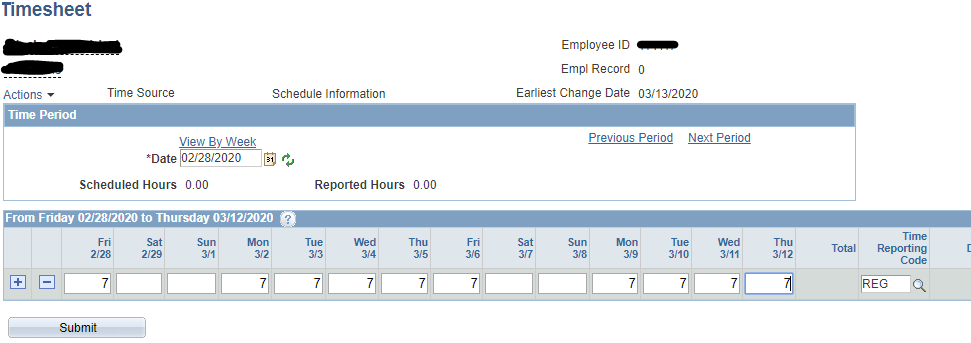 Timesheet
Employee ID
Empl Record 0
Actions Time Source Schedule Information Earliest Change Date 03/13/2020
Time Period
View By Week Previous Period Next Period
*Date 02/28/2020 31
Scheduled Hours 0.00 Reported Hours 0.00
From Friday 02/28/2020 to Thursday 03/12/2020 ?
Fri 2/28 Sat 2/29 Sun 3/1 Mon 3/2 Tue 3/3 Wed 3/4 Thu 3/5 Fri 3/6 Sat 3/7 Sun 3/8 Mon 3/9 Tue 3/10 Wed 3/11 Thu 3/12 Total Time Reporting Code D
+ - 7 7 7 7 7 7 7 7 7 7 REG
Submit